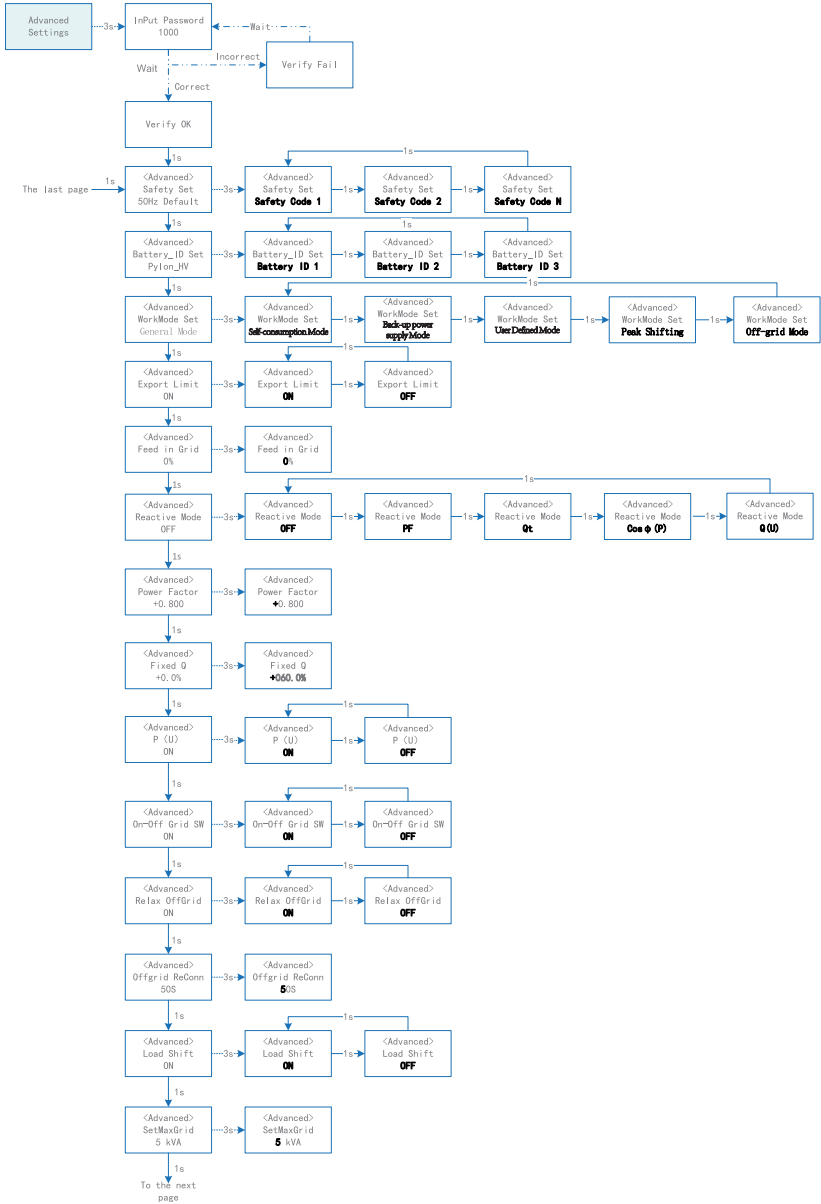 Advanced
Settings
3s
InPut Password
1000
Wait
Incorrect
Verify Fail
Wait
Correct
Verify OK
1s
The last page
1s
<Advanced>
Safety Set
50Hz Default
3s
<Advanced>
Safety Set
Safety Code 1
1s
<Advanced>
Safety Set
Safety Code 2
1s
<Advanced>
Safety Set
Safety Code N
1s
1s
<Advanced>
Battery_ID Set
Pylon_HV
3s
<Advanced>
Battery_ID Set
Battery ID 1
1s
<Advanced>
Battery_ID Set
Battery ID 2
1s
<Advanced>
Battery_ID Set
Battery ID 3
1s
1s
<Advanced>
WorkMode Set
General Mode
3s
<Advanced>
WorkMode Set
Self-consumption Mode
1s
<Advanced>
WorkMode Set
Back-up power
supply Mode
1s
<Advanced>
WorkMode Set
User Defined Mode
1s
<Advanced>
WorkMode Set
Peak Shifting
1s
<Advanced>
WorkMode Set
Off-grid Mode
1s
1s
<Advanced>
Export Limit
ON
3s
<Advanced>
Export Limit
ON
1s
<Advanced>
Export Limit
OFF
1s
1s
<Advanced>
Feed in Grid
0%
3s
<Advanced>
Feed in Grid
0%
1s
<Advanced>
Reactive Mode
OFF
3s
<Advanced>
Reactive Mode
OFF
1s
<Advanced>
Reactive Mode
PF
1s
<Advanced>
Reactive Mode
Qt
1s
<Advanced>
Reactive Mode
Cos φ (P)
1s
<Advanced>
Reactive Mode
Q(U)
1s
1s
<Advanced>
Power Factor
+0.800
3s
<Advanced>
Power Factor
+0.800
1s
<Advanced>
Fixed Q
+0.0%
3s
<Advanced>
Fixed Q
+060.0%
1s
<Advanced>
P (U)
ON
3s
<Advanced>
P (U)
ON
1s
<Advanced>
P (U)
OFF
1s
1s
<Advanced>
On-Off Grid SW
ON
3s
<Advanced>
On-Off Grid SW
ON
1s
<Advanced>
On-Off Grid SW
OFF
1s
1s
<Advanced>
Relax OffGrid
ON
3s
<Advanced>
Relax OffGrid
ON
1s
<Advanced>
Relax OffGrid
OFF
1s
1s
<Advanced>
Offgrid ReConn
50S
3s
<Advanced>
Offgrid ReConn
50S
1s
<Advanced>
Load Shift
ON
3s
<Advanced>
Load Shift
ON
1s
<Advanced>
Load Shift
OFF
1s
1s
<Advanced>
SetMaxGrid
5 kVA
3s
<Advanced>
SetMaxGrid
5 kVA
1s
To the next
page